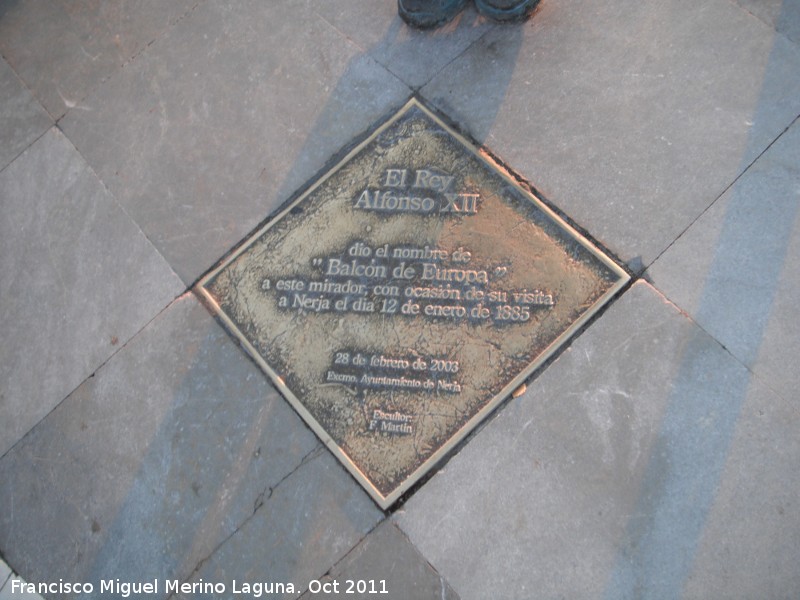 El Rey
Alfonso XII
dio el nombre de
"Balcón de Europa"
a este mirador, con ocasión de su visita
a Nerja el día 12 de enero de 1885
28 de febrero de 2003
Excmo. Ayuntamiento de Nerja
Escultor:
F. Martín
Francisco Miguel Merino Laguna. Oct 2011